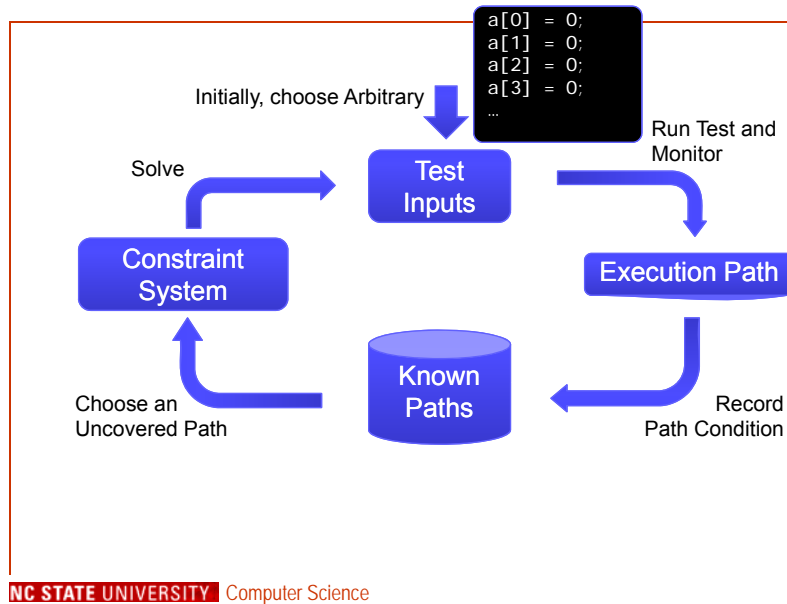 a[0] = 0;
a[1] = 0;
a[2] = 0;
a[3] = 0;
…
Initially, choose Arbitrary
Run Test and
Monitor
Solve
Test
Inputs
Constraint
System
Execution Path
Known
Paths
Choose an
Uncovered Path
Record
Path Condition
NC STATE UNIVERSITY Computer Science